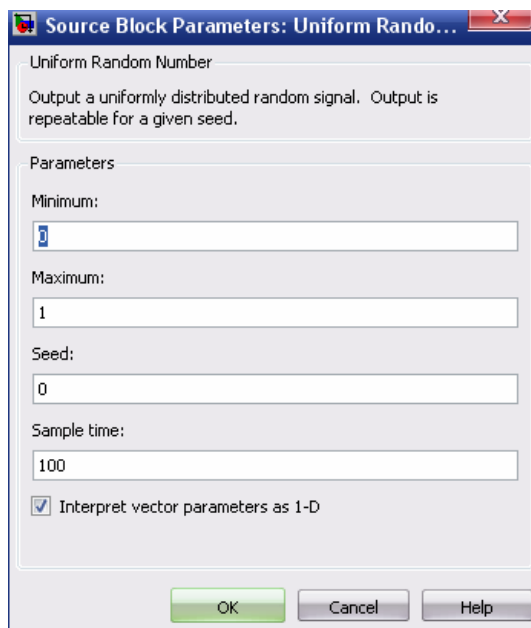 Source Block Parameters: Uniform Rando...
Uniform Random Number
Output a uniformly distributed random signal.  Output is
repeatable for a given seed.
Parameters
Minimum:
0
Maximum:
1
Seed:
0
Sample time:
100
Interpret vector parameters as 1-D
OK
Cancel
Help